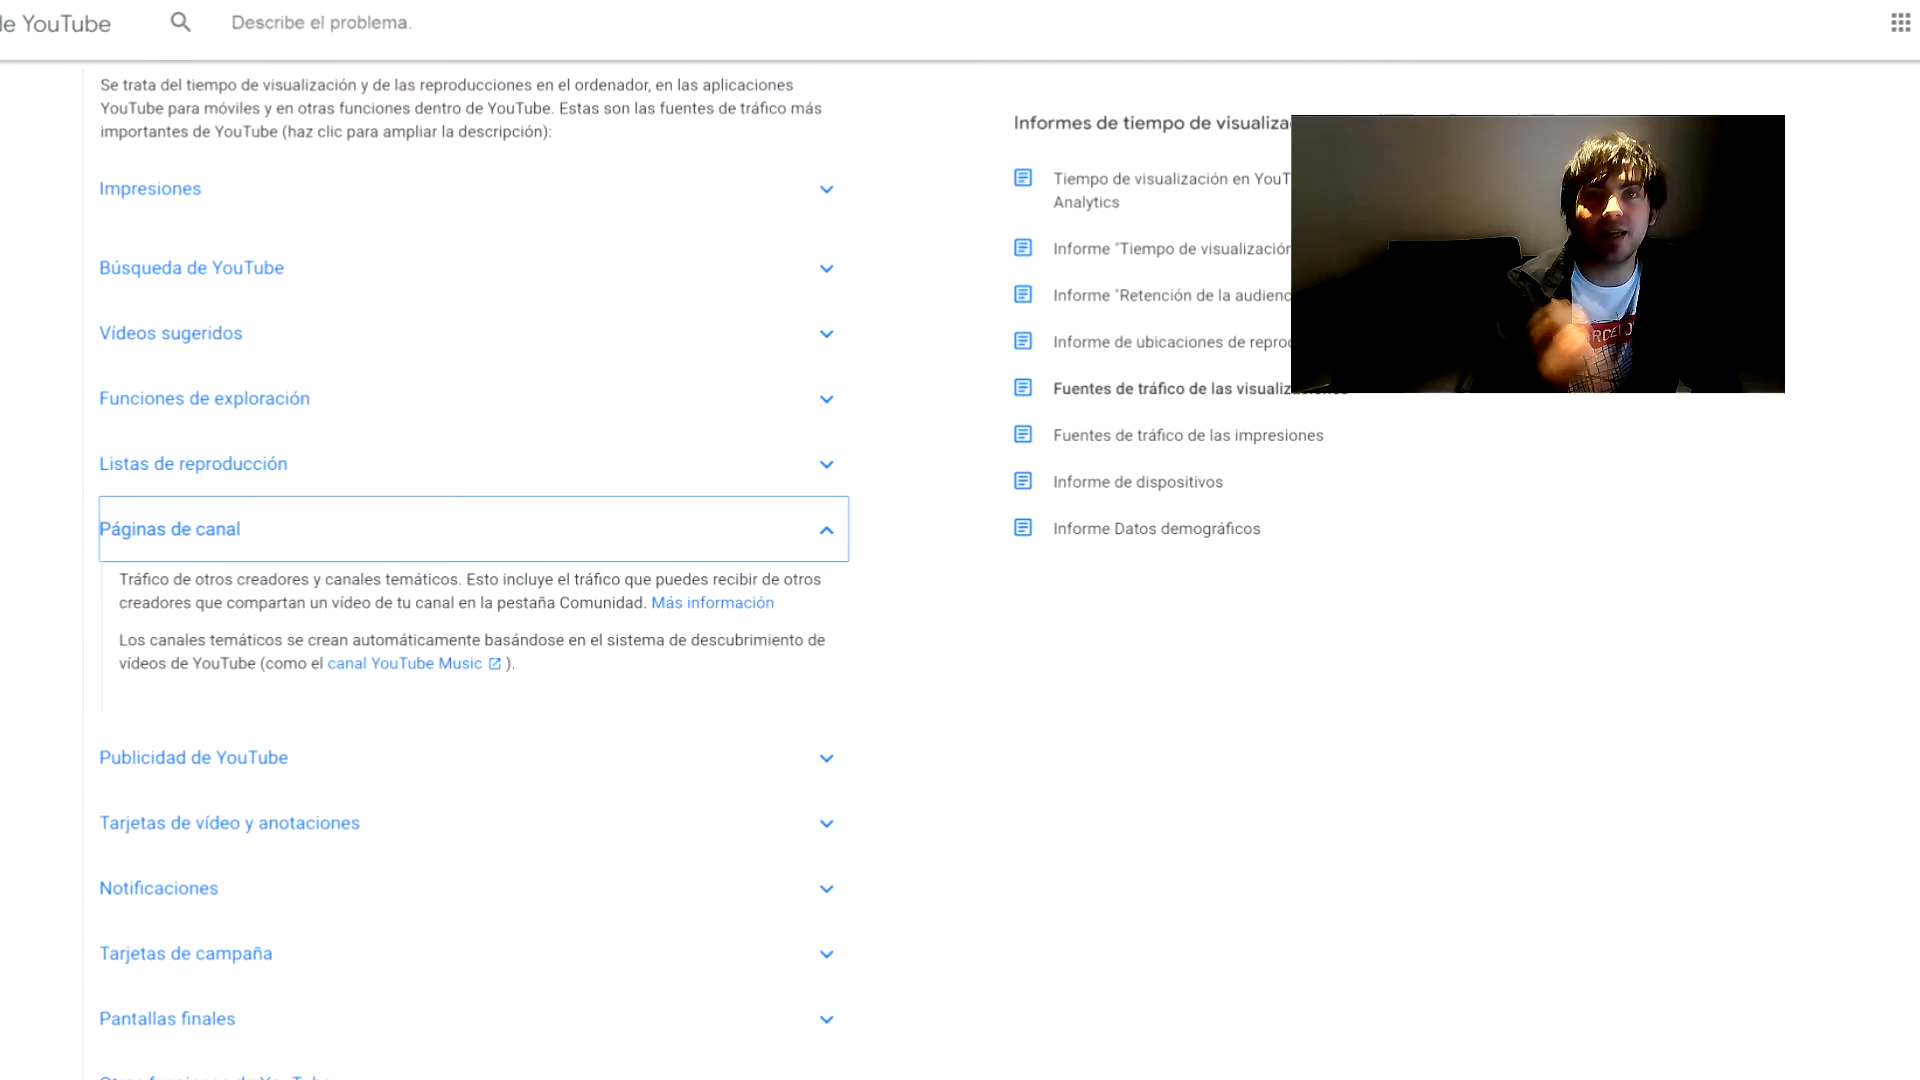 de YouTube
Describe el problema.
Se trata del tiempo de visualización y de las reproducciones en el ordenador, en las aplicaciones
YouTube para móviles y en otras funciones dentro de YouTube. Estas son las fuentes de tráfico más
importantes de YouTube (haz clic para ampliar la descripción):
Impresiones
Búsqueda de YouTube
Vídeos sugeridos
Funciones de exploración
Listas de reproducción
Páginas de canal
Tráfico de otros creadores y canales temáticos. Esto incluye el tráfico que puedes recibir de otros
creadores que compartan un vídeo de tu canal en la pestaña Comunidad. Más información
Los canales temáticos se crean automáticamente basándose en el sistema de descubrimiento de
vídeos de YouTube (como el canal YouTube Music ).
Publicidad de YouTube
Tarjetas de vídeo y anotaciones
Notificaciones
Tarjetas de campaña
Pantallas finales
Informes de tiempo de visualiza
Tiempo de visualización en YouT
Analytics
Informe "Tiempo de visualización
Informe "Retención de la audienc
Informe de ubicaciones de repro
Fuentes de tráfico de las visualizaciones
Fuentes de tráfico de las impresiones
Informe de dispositivos
Informe Datos demográficos